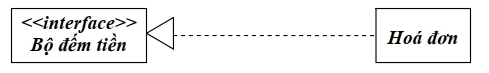 <<interface>>
Bộ đếm tiền
Hoá đơn